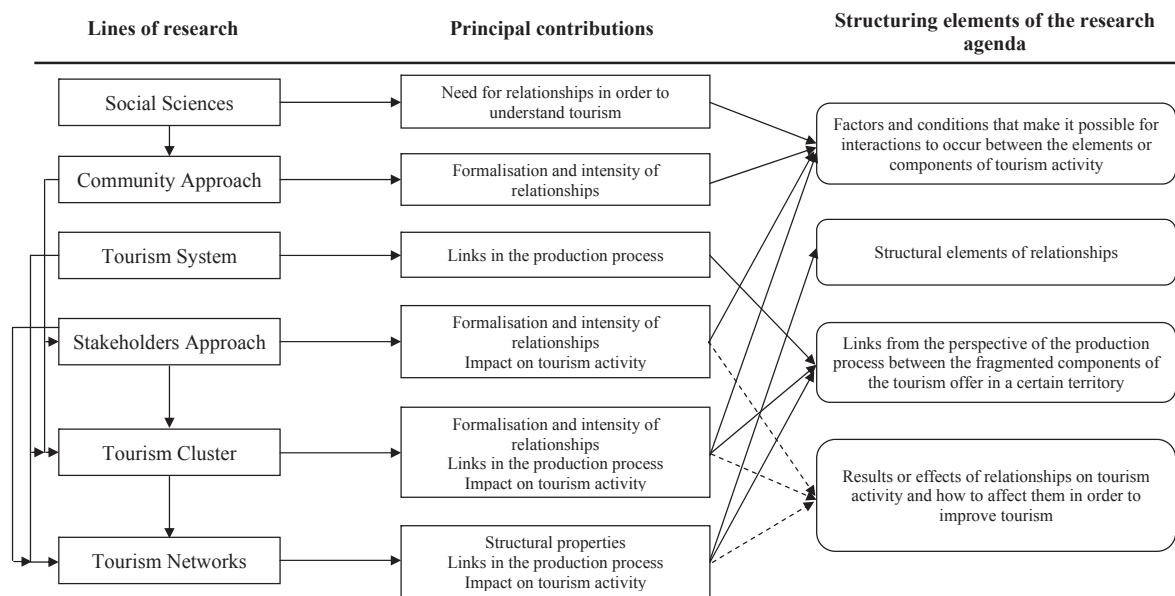 Lines of research
Principal contributions
Structuring elements of the research
agenda
Social Sciences
Need for relationships in order to
understand tourism
Factors and conditions that make it possible for
interactions to occur between the elements or
components of tourism activity
Community Approach
Formalisation and intensity of
relationships
Tourism System
Links in the production process
Structural elements of relationships
Stakeholders Approach
Formalisation and intensity of
relationships
Impact on tourism activity
Links from the perspective of the production
process between the fragmented components of
the tourism offer in a certain territory
Tourism Cluster
Formalisation and intensity of
relationships
Links in the production process
Impact on tourism activity
Results or effects of relationships on tourism
activity and how to affect them in order to
improve tourism
Tourism Networks
Structural properties
Links in the production process
Impact on tourism activity